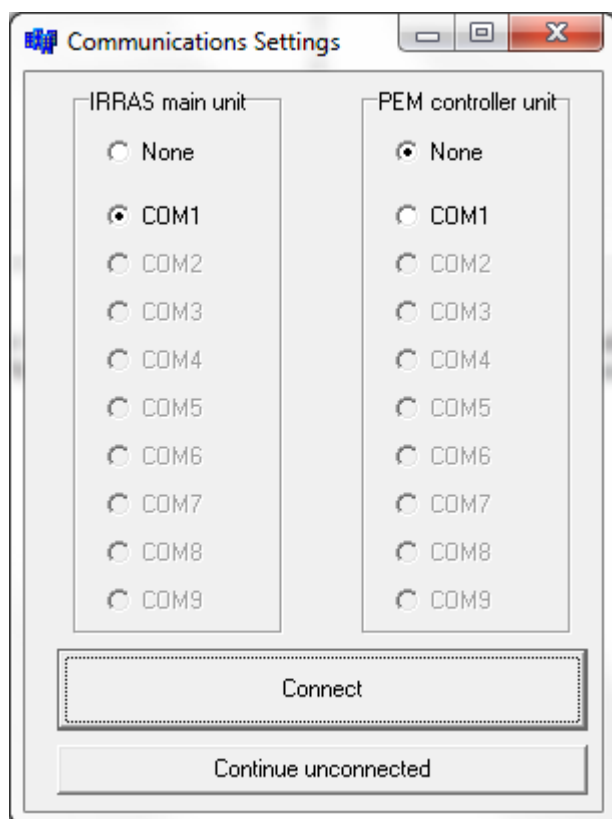 Communications Settings
IRRAS main unit
None
COM1
COM2
COM3
COM4
COM5
COM6
COM7
COM8
COM9
PEM controller unit
None
COM1
COM2
COM3
COM4
COM5
COM6
COM7
COM8
COM9
Connect
Continue unconnected